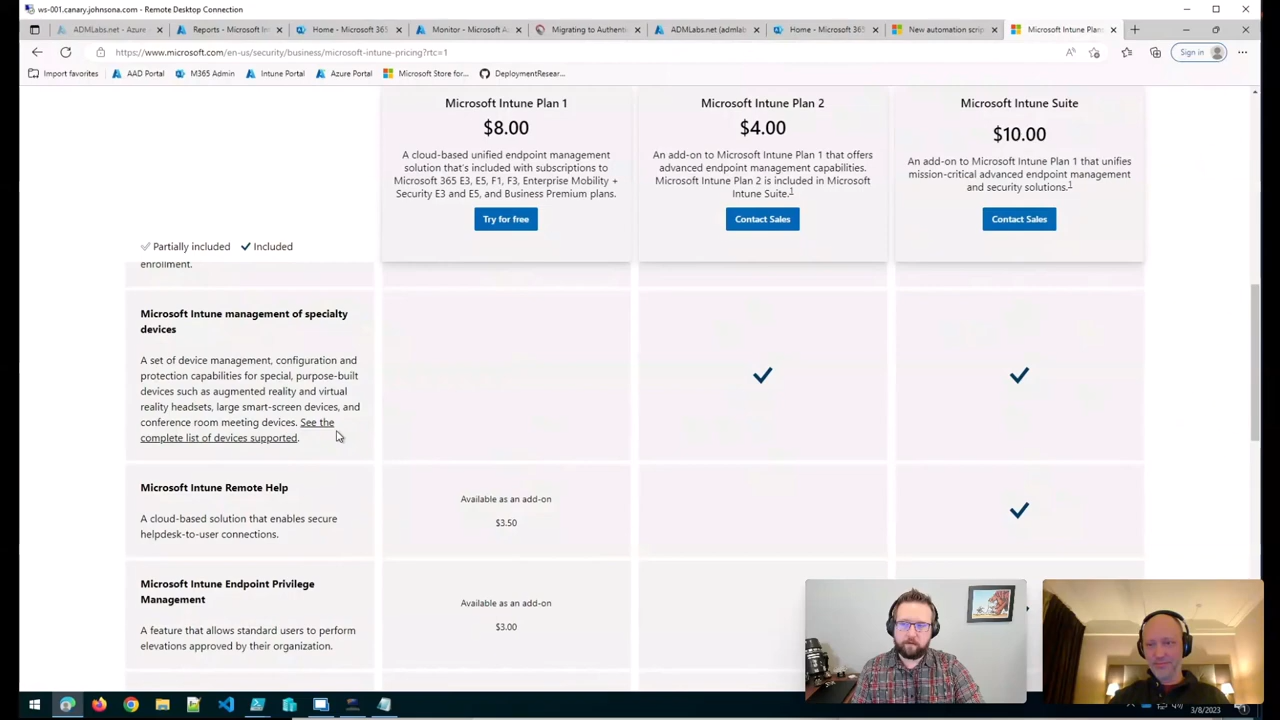 ws-001.canary.johnsona.com - Remote Desktop Connection
ADMLabs.net - Azure
Reports - Microsoft In
Home - Microsoft 365
Monitor - Microsoft A
Migrating to Authenti
ADMLabs.net (admlab
Home - Microsoft 365
New automation scrip
Microsoft Intune Plan
https://www.microsoft.com/en-us/security/business/microsoft-intune-pricing?rtc=1
Sign in
Import favorites
AAD Portal
M365 Admin
Intune Portal
Azure Portal
Microsoft Store for...
DeploymentResear...
Microsoft Intune Plan 1
$8.00
A cloud-based unified endpoint management
solution that's included with subscriptions to
Microsoft 365 E3, E5, F1, F3, Enterprise Mobility +
Security E3 and E5, and Business Premium plans.
Try for free
Microsoft Intune Plan 2
$4.00
An add-on to Microsoft Intune Plan 1 that offers
advanced endpoint management capabilities.
Microsoft Intune Plan 2 is included in Microsoft
Intune Suite.1
Contact Sales
Microsoft Intune Suite
$10.00
An add-on to Microsoft Intune Plan 1 that unifies
mission-critical advanced endpoint management
and security solutions.1
Contact Sales
Partially included
Included
enrollment.
Microsoft Intune management of specialty
devices
A set of device management, configuration and
protection capabilities for special, purpose-built
devices such as augmented reality and virtual
reality headsets, large smart-screen devices, and
conference room meeting devices. See the
complete list of devices supported.
Microsoft Intune Remote Help
A cloud-based solution that enables secure
helpdesk-to-user connections.
Available as an add-on
$3.50
Microsoft Intune Endpoint Privilege
Management
A feature that allows standard users to perform
elevations approved by their organization.
Available as an add-on
$3.00
3/8/2023